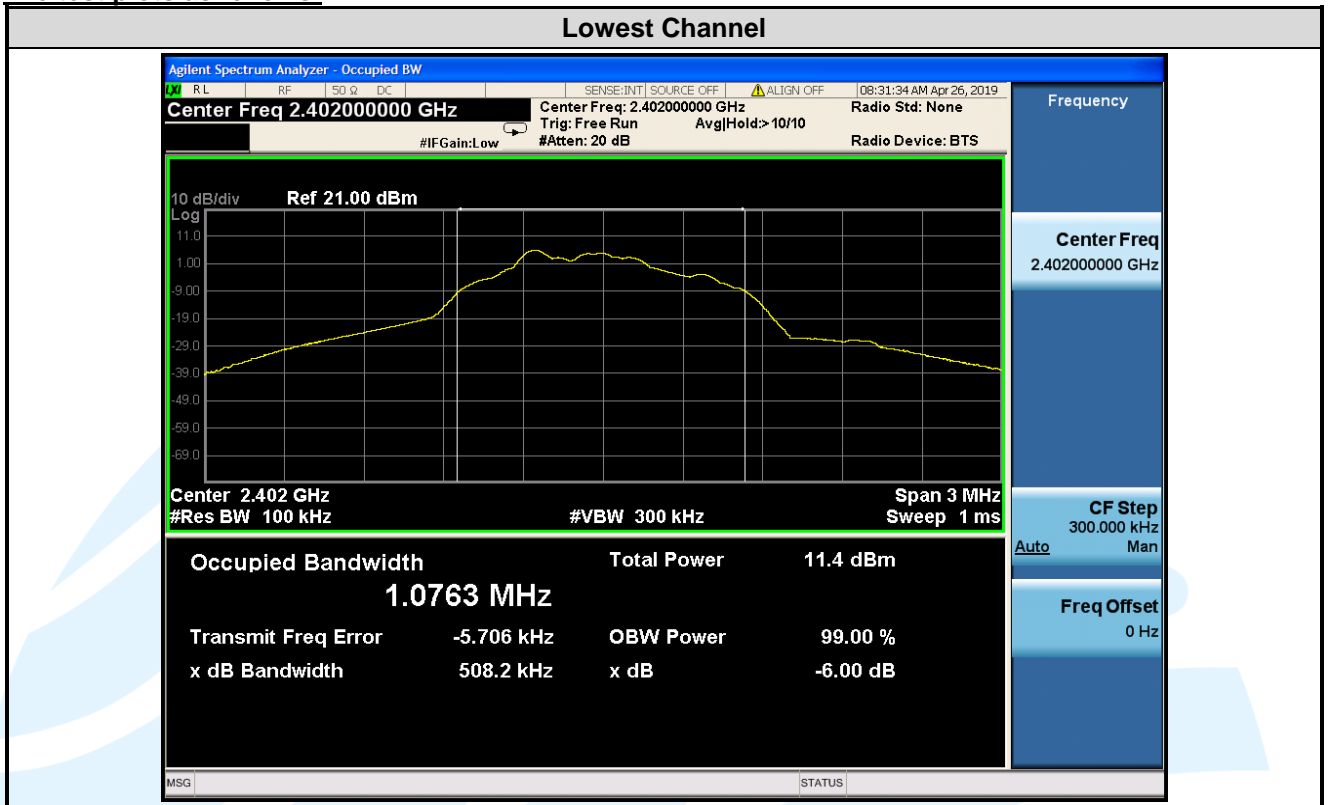 Lowest Channel
Agilent Spectrum Analyzer - Occupied BW
LXI RL RF 50 Ω DC SENSE:INT SOURCE OFF ALIGN OFF 08:31:34 AM Apr 26, 2019
Center Freq 2.402000000 GHz
Center Freq: 2.402000000 GHz
Radio Std: None
Trig: Free Run Avg|Hold:>10/10
#IFGain:Low
#Atten: 20 dB
Radio Device: BTS
10 dB/div Ref 21.00 dBm
Log
11.0
1.00
-9.00
-19.0
-29.0
-39.0
-49.0
-59.0
-69.0
Center 2.402 GHz Span 3 MHz
#Res BW 100 kHz #VBW 300 kHz Sweep 1 ms
Occupied Bandwidth Total Power 11.4 dBm
1.0763 MHz
Transmit Freq Error -5.706 kHz OBW Power 99.00 %
x dB Bandwidth 508.2 kHz x dB -6.00 dB
MSG STATUS
Frequency
Center Freq
2.402000000 GHz
CF Step
300.000 kHz
Auto Man
Freq Offset
0 Hz